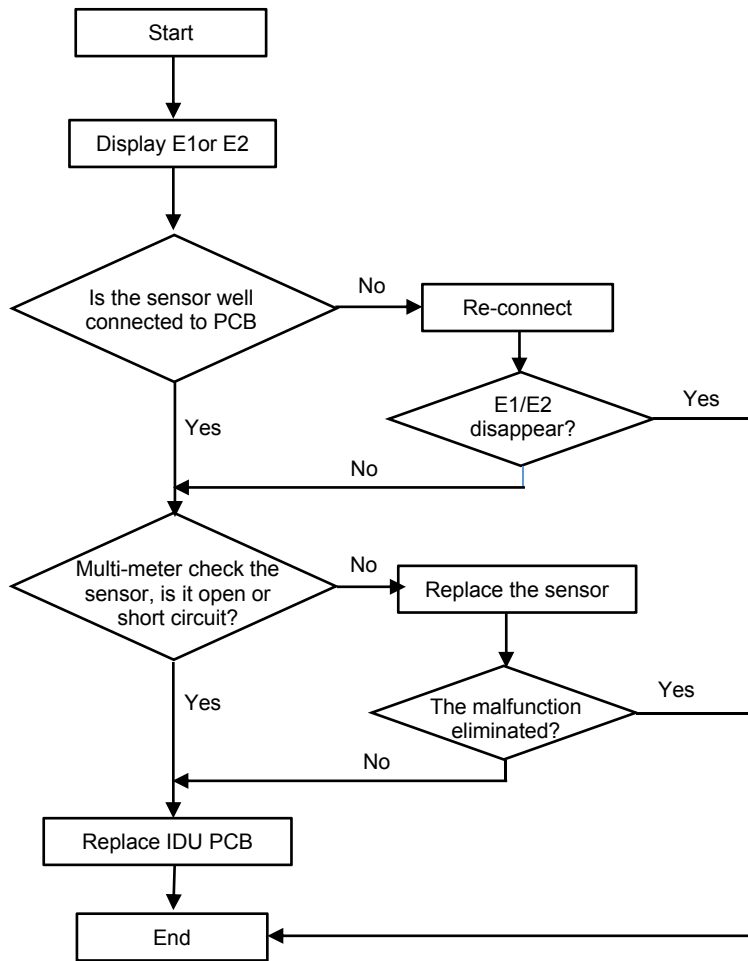 Start
Display E1or E2
Is the sensor well
connected to PCB
No
Re-connect
E1/E2
disappear?
Yes
Yes
No
Multi-meter check the
sensor, is it open or
short circuit?
No
Replace the sensor
Yes
The malfunction
eliminated?
Yes
No
Replace IDU PCB
End